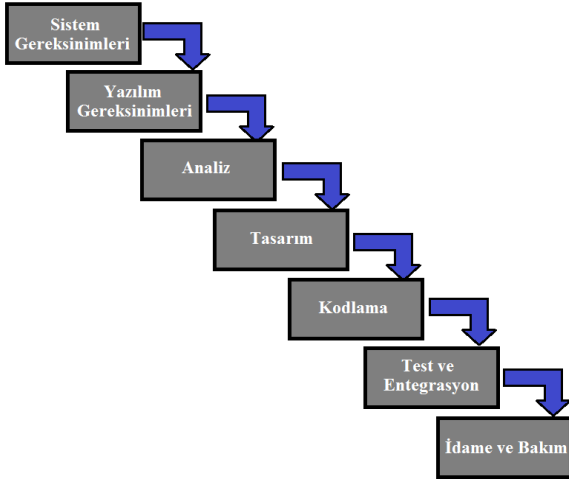 Sistem
Gereksinimleri
Yazılım
Gereksinimleri
Analiz
Tasarım
Kodlama
Test ve
Entegrasyon
İdame ve Bakım